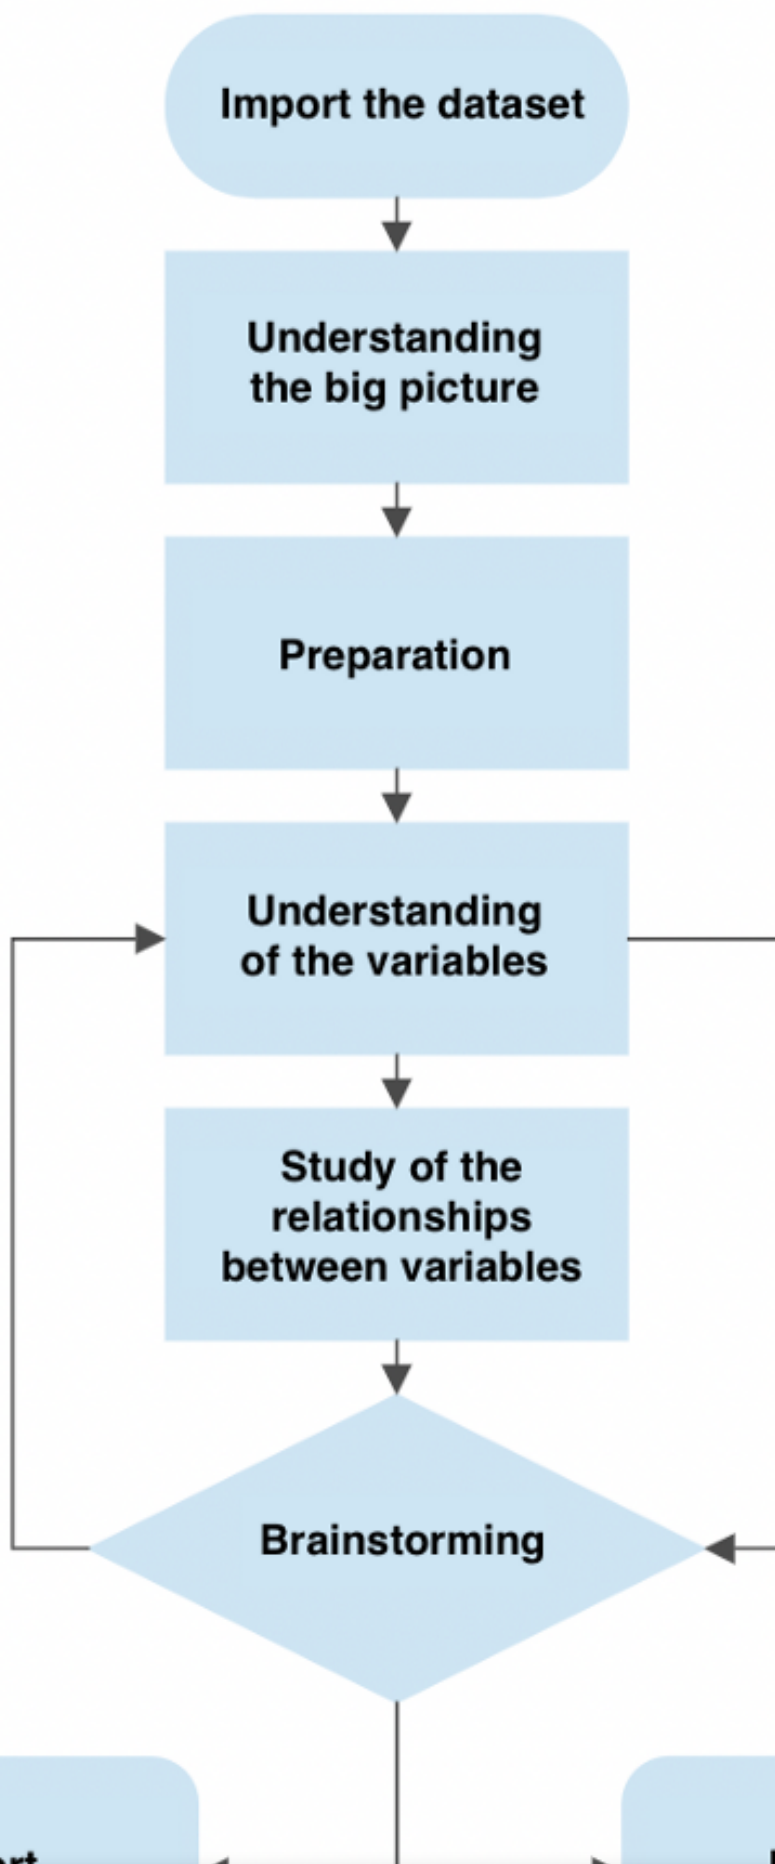 Import the dataset
Understanding
the big picture
Preparation
Understanding
of the variables
Study of the
relationships
between variables
Brainstorming